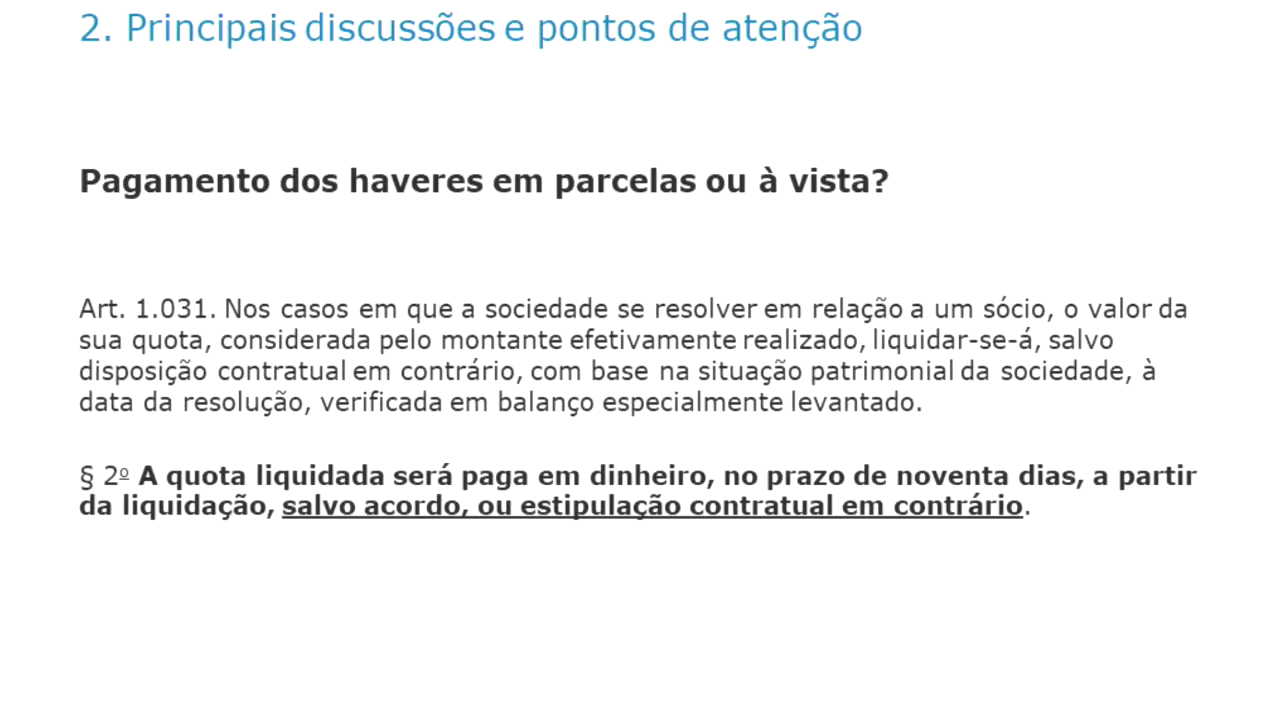 2. Principais discussões e pontos de atenção
Pagamento dos haveres em parcelas ou à vista?
Art. 1.031. Nos casos em que a sociedade se resolver em relação a um sócio, o valor da
sua quota, considerada pelo montante efetivamente realizado, liquidar-se-á, salvo
disposição contratual em contrário, com base na situação patrimonial da sociedade, à
data da resolução, verificada em balanço especialmente levantado.
§ 2º A quota liquidada será paga em dinheiro, no prazo de noventa dias, a partir
da liquidação, salvo acordo, ou estipulação contratual em contrário.